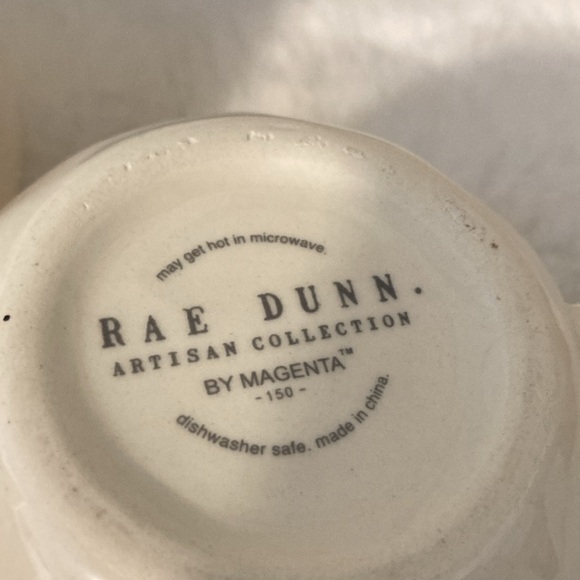 may get hot in microwave.
RAE DUNN.
ARTISAN COLLECTION
BY MAGENTA™
- 150 -
dishwasher safe. made in china.